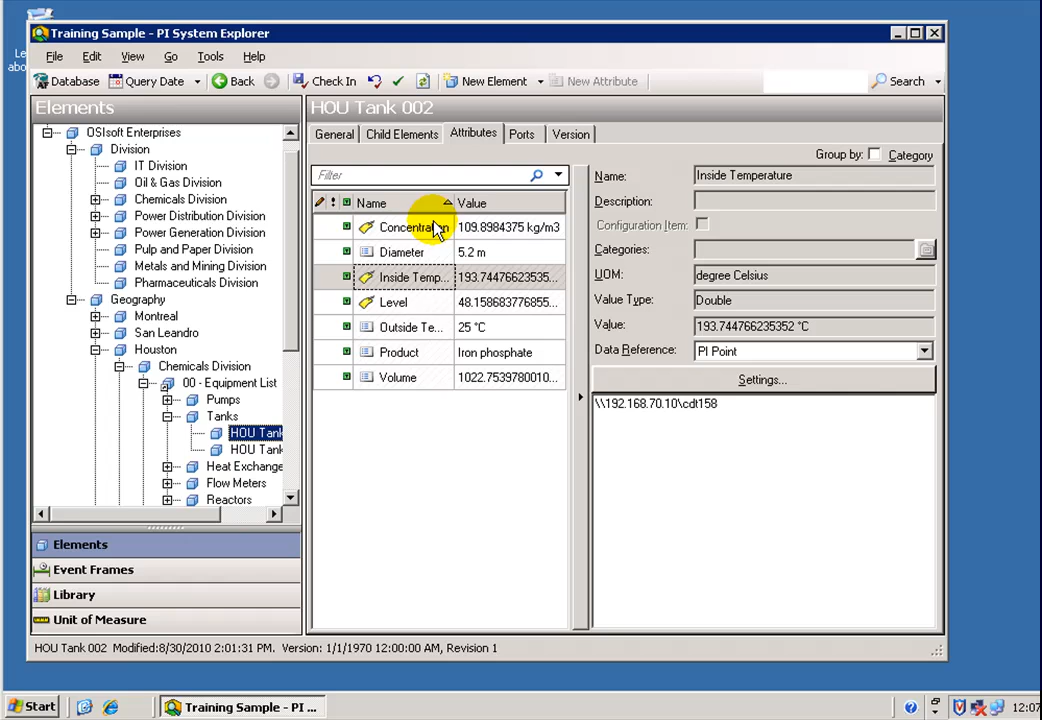 Le
abo
Training Sample - PI System Explorer
File Edit View Go Tools Help
Database Query Date Back Check In New Element New Attribute Search
Elements
HOU Tank 002
OSIsoft Enterprises
Division
IT Division
Oil & Gas Division
Chemicals Division
Power Distribution Division
Power Generation Division
Pulp and Paper Division
Metals and Mining Division
Pharmaceuticals Division
Geography
Montreal
San Leandro
Houston
Chemicals Division
00 - Equipment List
Pumps
Tanks
HOU Tank
HOU Tank
Heat Exchange
Flow Meters
Reactors
Elements
Event Frames
Library
Unit of Measure
General Child Elements Attributes Ports Version
Group by: Category
Filter
Name Value
Concentration 109.8984375 kg/m3
Diameter 5.2 m
Inside Temp... 193.74476623535...
Level 48.158683776855...
Outside Te... 25 °C
Product Iron phosphate
Volume 1022.7539780010...
Name: Inside Temperature
Description:
Configuration Item:
Categories:
UOM: degree Celsius
Value Type: Double
Value: 193.744766235352 °C
Data Reference: PI Point
Settings...
\\192.168.70.10\cdt158
HOU Tank 002 Modified:8/30/2010 2:01:31 PM. Version: 1/1/1970 12:00:00 AM, Revision 1
Start Training Sample - PI ... 12:07